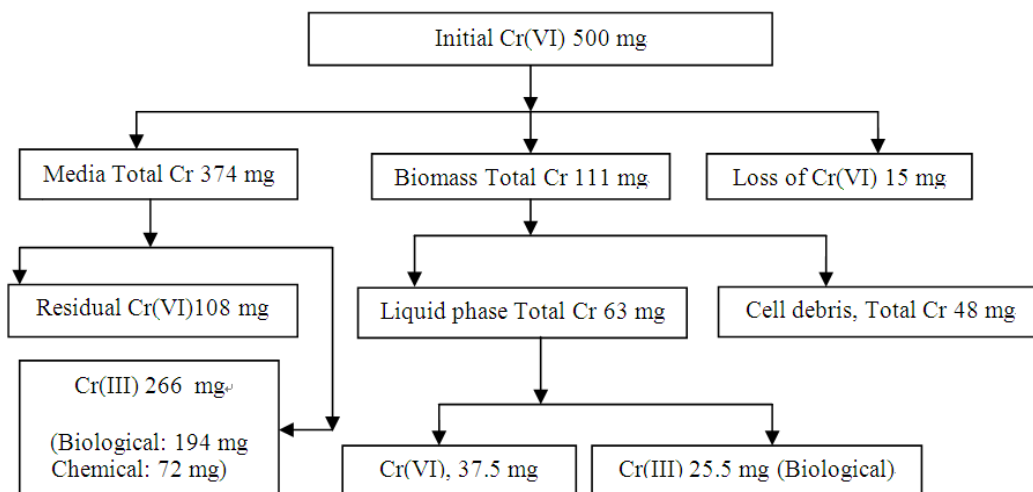 Initial Cr(VI) 500 mg
Media Total Cr 374 mg
Biomass Total Cr 111 mg
Loss of Cr(VI) 15 mg
Residual Cr(VI)108 mg
Liquid phase Total Cr 63 mg
Cell debris, Total Cr 48 mg
Cr(III) 266 mg
(Biological: 194 mg
Chemical: 72 mg)
Cr(VI), 37.5 mg
Cr(III) 25.5 mg (Biological)